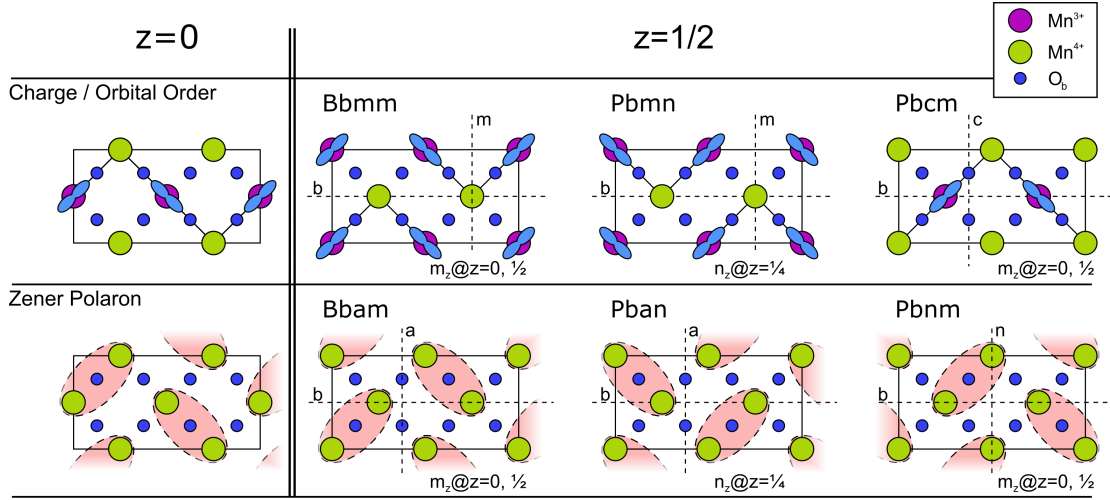 z=0
z=1/2
Mn³⁺
Mn⁴⁺
O_b
Charge / Orbital Order
Bbmm
m
b
m_z@z=0, ½
Pbmn
m
b
n_z@z=¼
Pbcm
c
b
m_z@z=0, ½
Zener Polaron
Bbam
a
b
m_z@z=0, ½
Pban
a
b
n_z@z=¼
Pbnm
n
b
m_z@z=0, ½